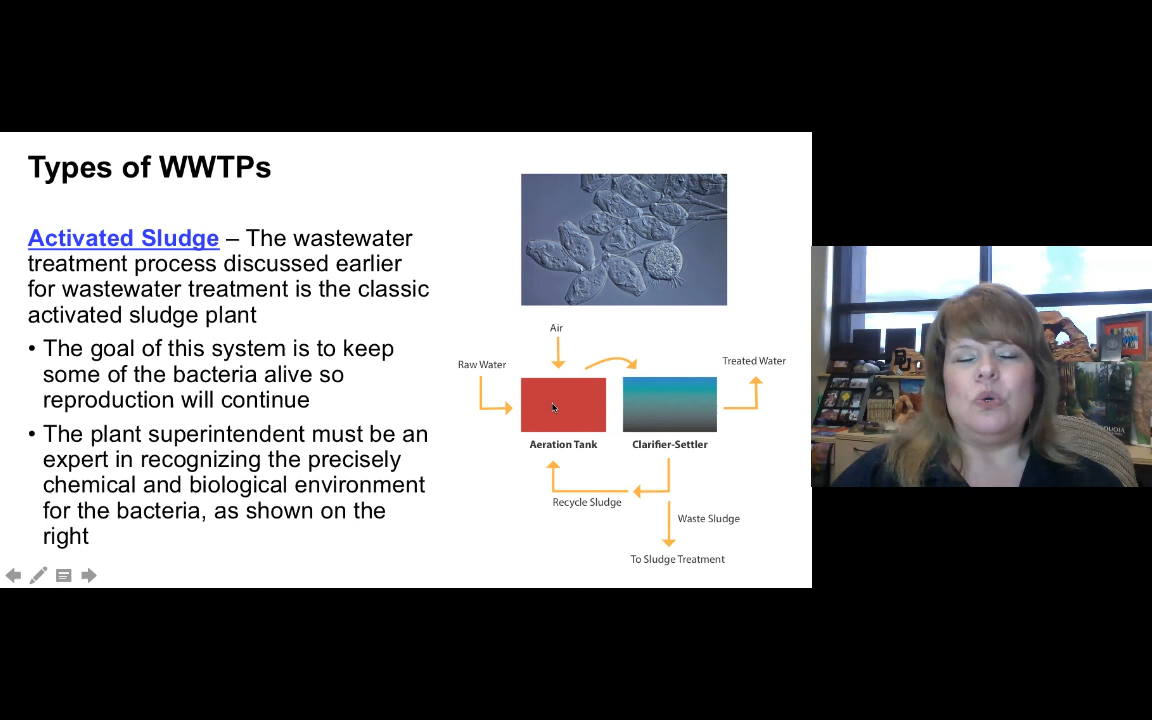 Types of WWTPs
Activated Sludge – The wastewater
treatment process discussed earlier
for wastewater treatment is the classic
activated sludge plant
• The goal of this system is to keep
some of the bacteria alive so
reproduction will continue
• The plant superintendent must be an
expert in recognizing the precisely
chemical and biological environment
for the bacteria, as shown on the
right
Air
Raw Water
Treated Water
Aeration Tank
Clarifier-Settler
Recycle Sludge
Waste Sludge
To Sludge Treatment